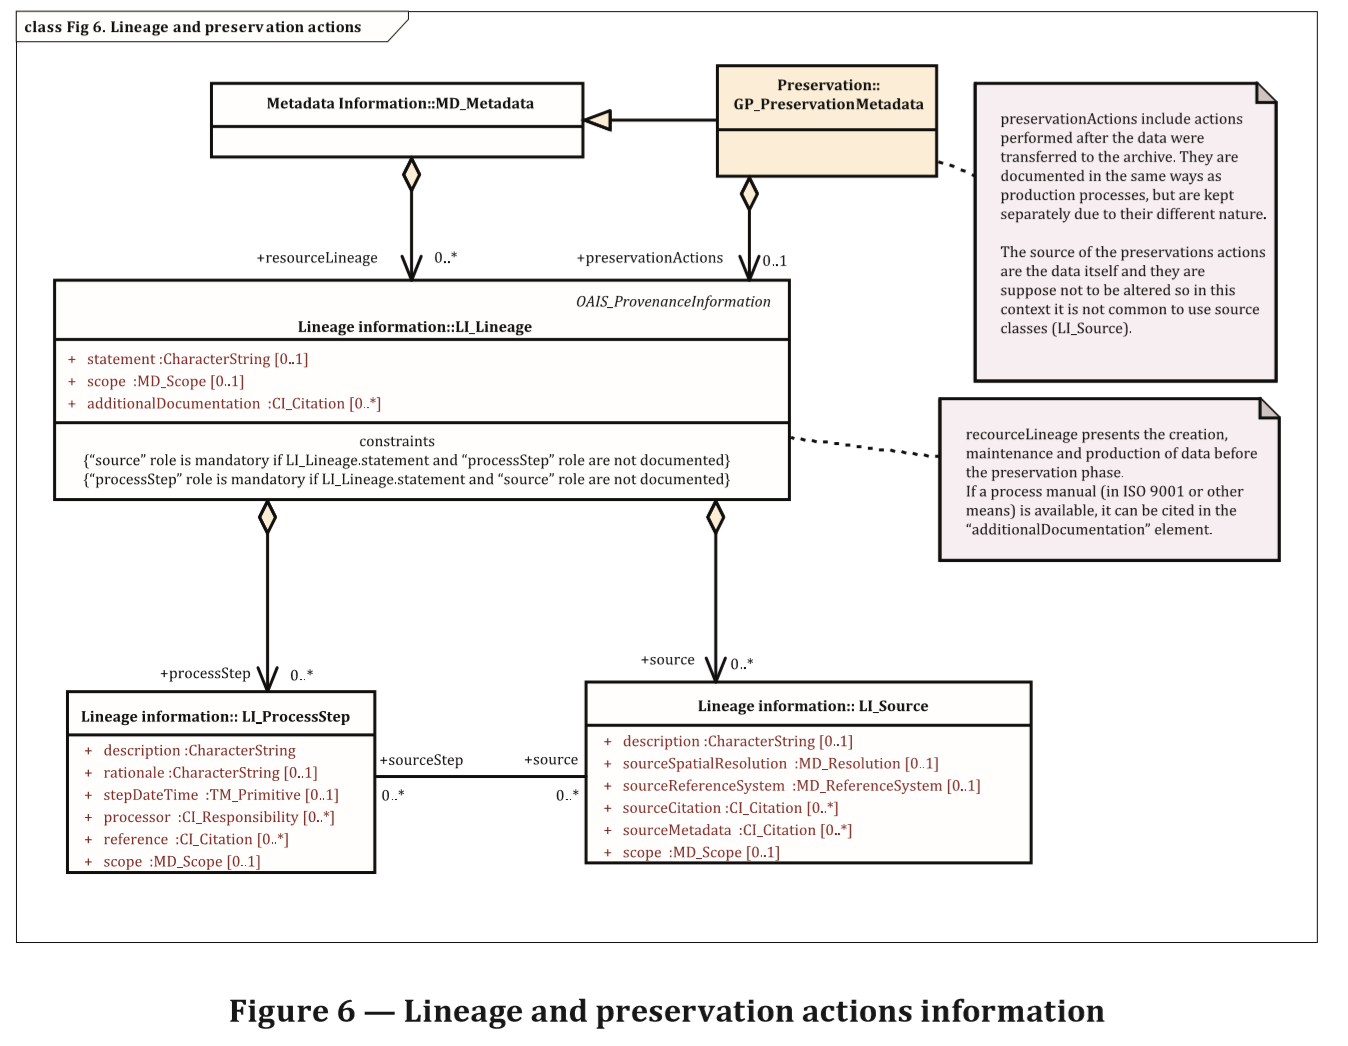 class Fig 6. Lineage and preservation actions
Metadata Information::MD_Metadata
Preservation::
GP_PreservationMetadata
preservationActions include actions
performed after the data were
transferred to the archive. They are
documented in the same ways as
production processes, but are kept
separately due to their different nature.
The source of the preservations actions
are the data itself and they are
suppose not to be altered so in this
context it is not common to use source
classes (LI_Source).
+resourceLineage 0..*
+preservationActions 0..1
OAIS_ProvenanceInformation
Lineage information::LI_Lineage
+ statement :CharacterString [0..1]
+ scope :MD_Scope [0..1]
+ additionalDocumentation :CI_Citation [0..*]
constraints
{“source” role is mandatory if LI_Lineage.statement and “processStep” role are not documented}
{“processStep” role is mandatory if LI_Lineage.statement and “source” role are not documented}
recourceLineage presents the creation,
maintenance and production of data before
the preservation phase.
If a process manual (in ISO 9001 or other
means) is available, it can be cited in the
“additionalDocumentation” element.
+processStep 0..*
+source 0..*
Lineage information:: LI_ProcessStep
+ description :CharacterString
+ rationale :CharacterString [0..1]
+ stepDateTime :TM_Primitive [0..1]
+ processor :CI_Responsibility [0..*]
+ reference :CI_Citation [0..*]
+ scope :MD_Scope [0..1]
+sourceStep +source
0..* 0..*
Lineage information:: LI_Source
+ description :CharacterString [0..1]
+ sourceSpatialResolution :MD_Resolution [0..1]
+ sourceReferenceSystem :MD_ReferenceSystem [0..1]
+ sourceCitation :CI_Citation [0..*]
+ sourceMetadata :CI_Citation [0..*]
+ scope :MD_Scope [0..1]
Figure 6 — Lineage and preservation actions information